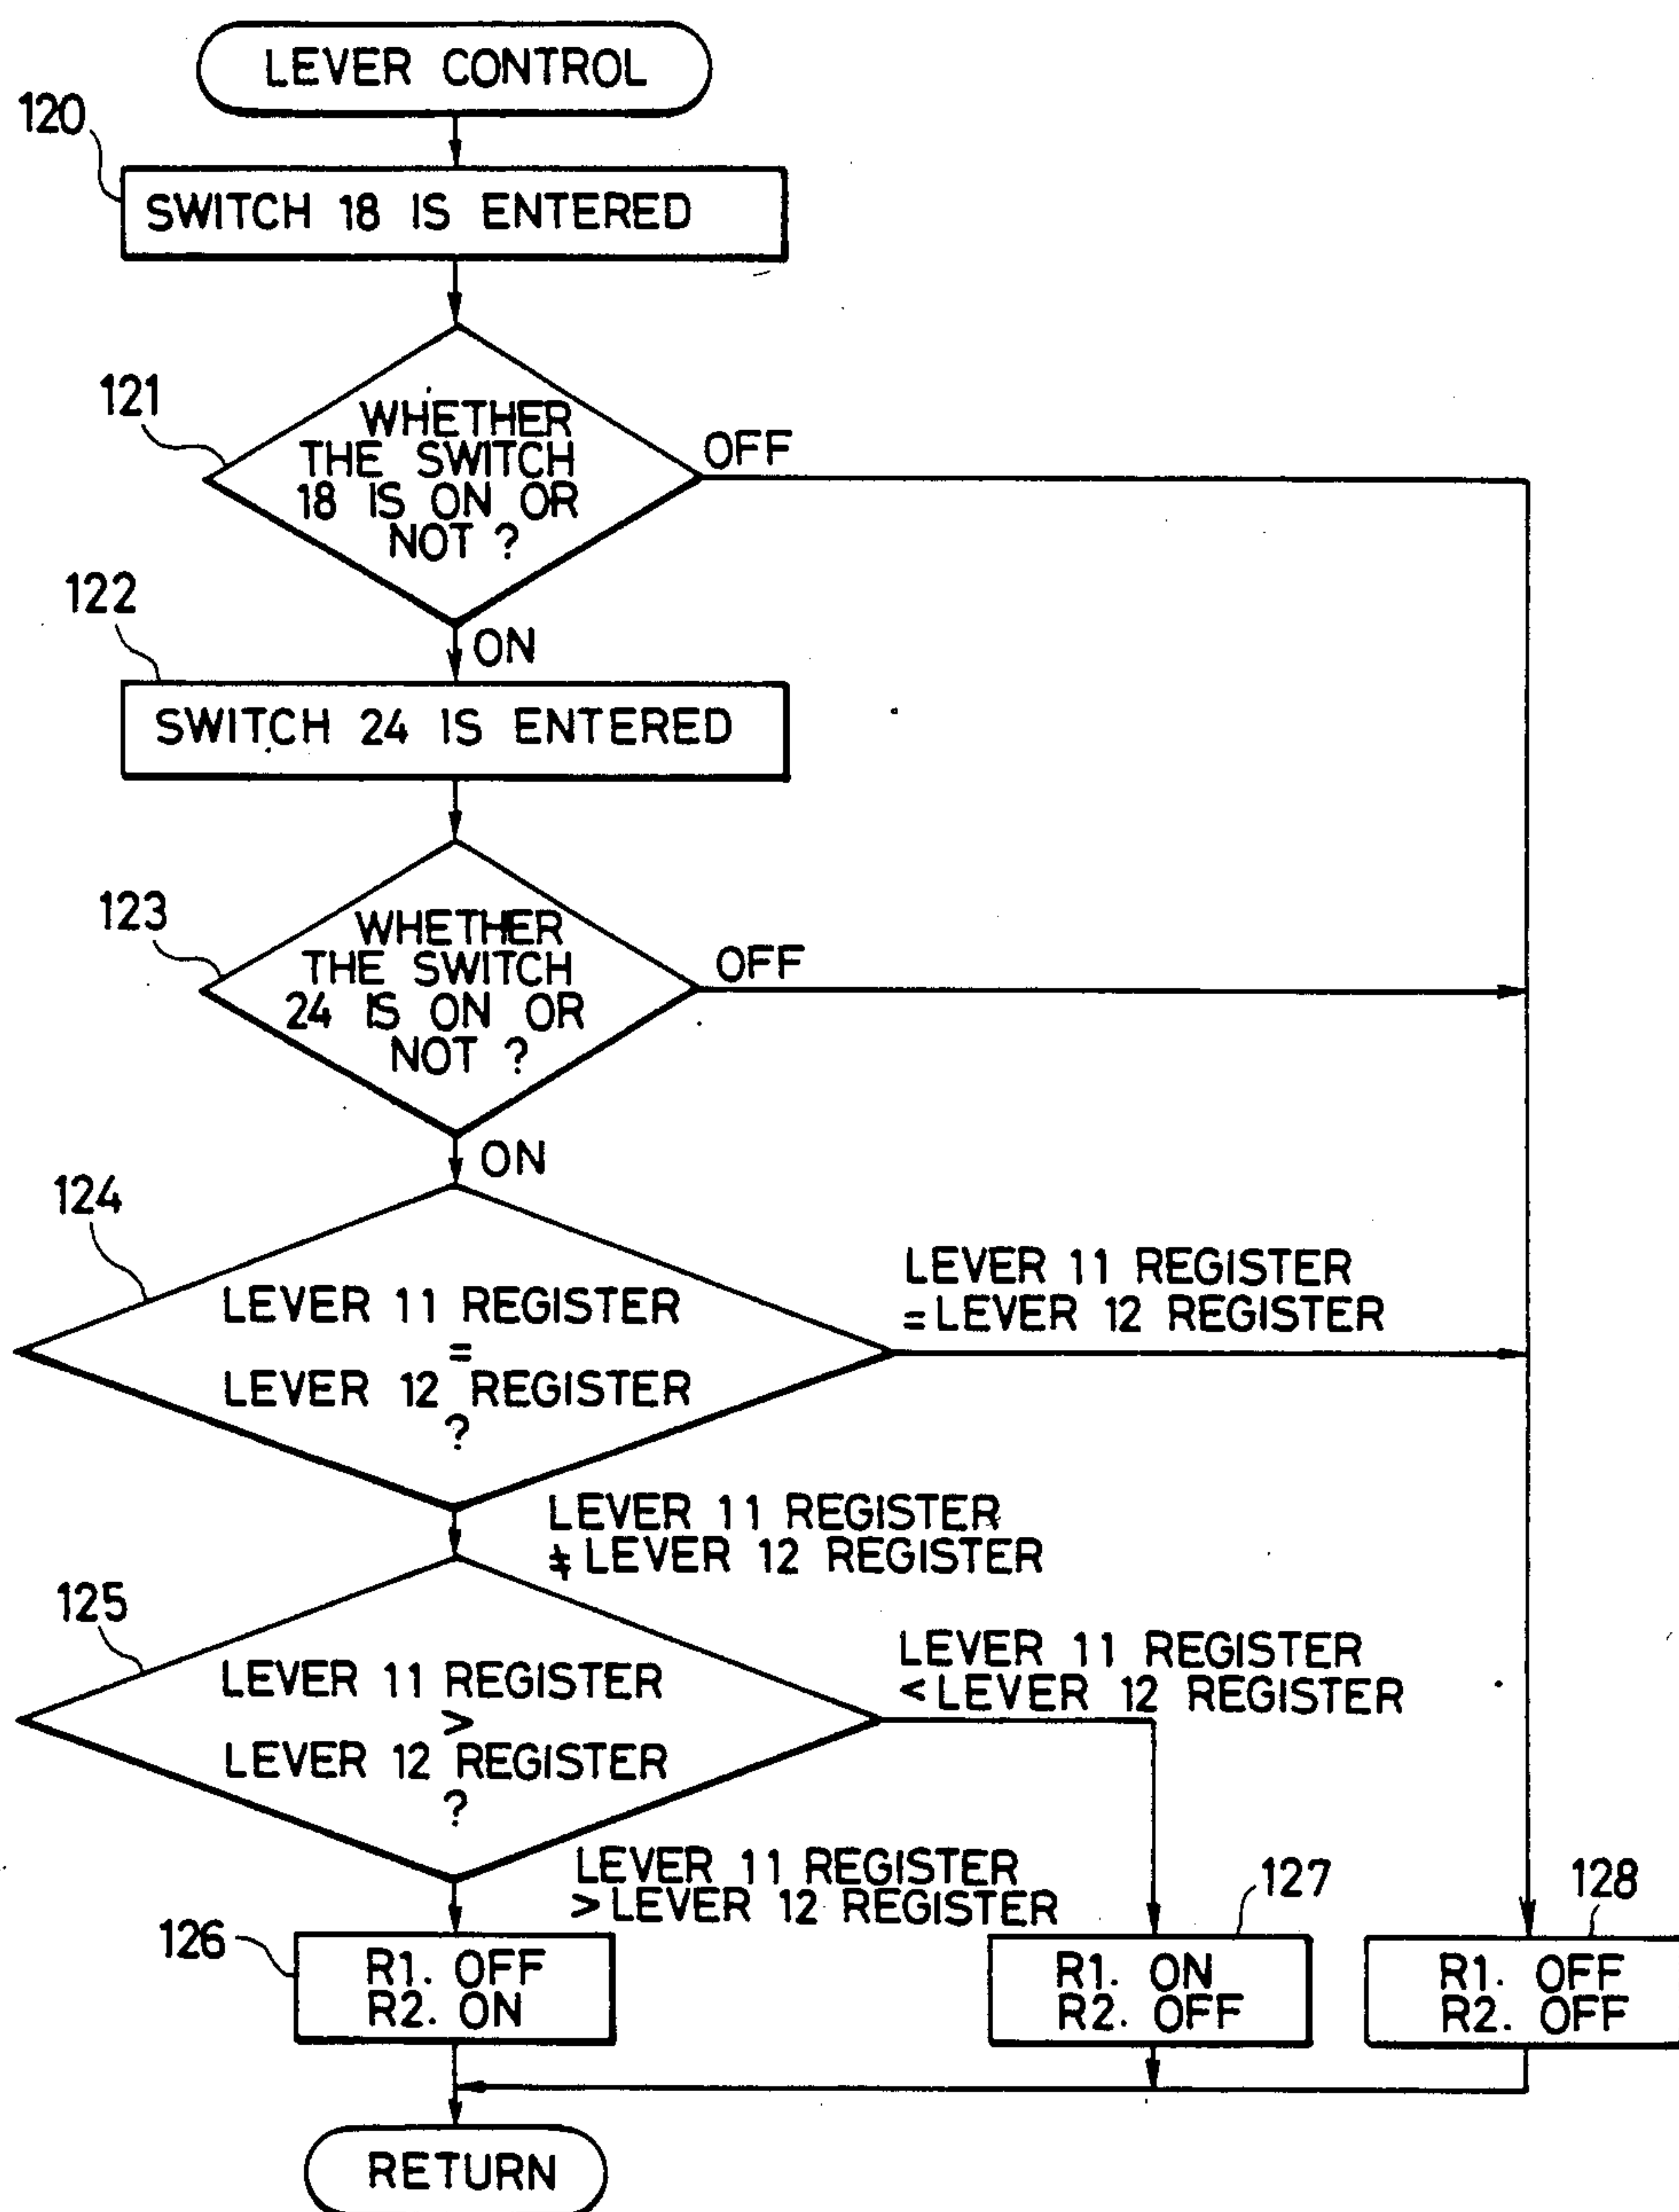 LEVER CONTROL
120
SWITCH 18 IS ENTERED
121
WHETHER
THE SWITCH
18 IS ON OR
NOT ?
OFF
ON
122
SWITCH 24 IS ENTERED
123
WHETHER
THE SWITCH
24 IS ON OR
NOT ?
OFF
ON
124
LEVER 11 REGISTER
=
LEVER 12 REGISTER
?
LEVER 11 REGISTER
=LEVER 12 REGISTER
LEVER 11 REGISTER
≠LEVER 12 REGISTER
125
LEVER 11 REGISTER
>
LEVER 12 REGISTER
?
LEVER 11 REGISTER
<LEVER 12 REGISTER
LEVER 11 REGISTER
>LEVER 12 REGISTER
126
R1. OFF
R2. ON
127
R1. ON
R2. OFF
128
R1. OFF
R2. OFF
RETURN